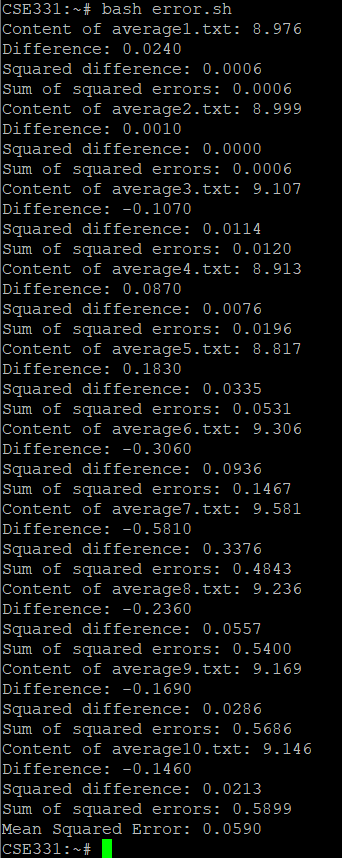 CSE331:~# bash error.sh
Content of average1.txt: 8.976
Difference: 0.0240
Squared difference: 0.0006
Sum of squared errors: 0.0006
Content of average2.txt: 8.999
Difference: 0.0010
Squared difference: 0.0000
Sum of squared errors: 0.0006
Content of average3.txt: 9.107
Difference: -0.1070
Squared difference: 0.0114
Sum of squared errors: 0.0120
Content of average4.txt: 8.913
Difference: 0.0870
Squared difference: 0.0076
Sum of squared errors: 0.0196
Content of average5.txt: 8.817
Difference: 0.1830
Squared difference: 0.0335
Sum of squared errors: 0.0531
Content of average6.txt: 9.306
Difference: -0.3060
Squared difference: 0.0936
Sum of squared errors: 0.1467
Content of average7.txt: 9.581
Difference: -0.5810
Squared difference: 0.3376
Sum of squared errors: 0.4843
Content of average8.txt: 9.236
Difference: -0.2360
Squared difference: 0.0557
Sum of squared errors: 0.5400
Content of average9.txt: 9.169
Difference: -0.1690
Squared difference: 0.0286
Sum of squared errors: 0.5686
Content of average10.txt: 9.146
Difference: -0.1460
Squared difference: 0.0213
Sum of squared errors: 0.5899
Mean Squared Error: 0.0590
CSE331:~#